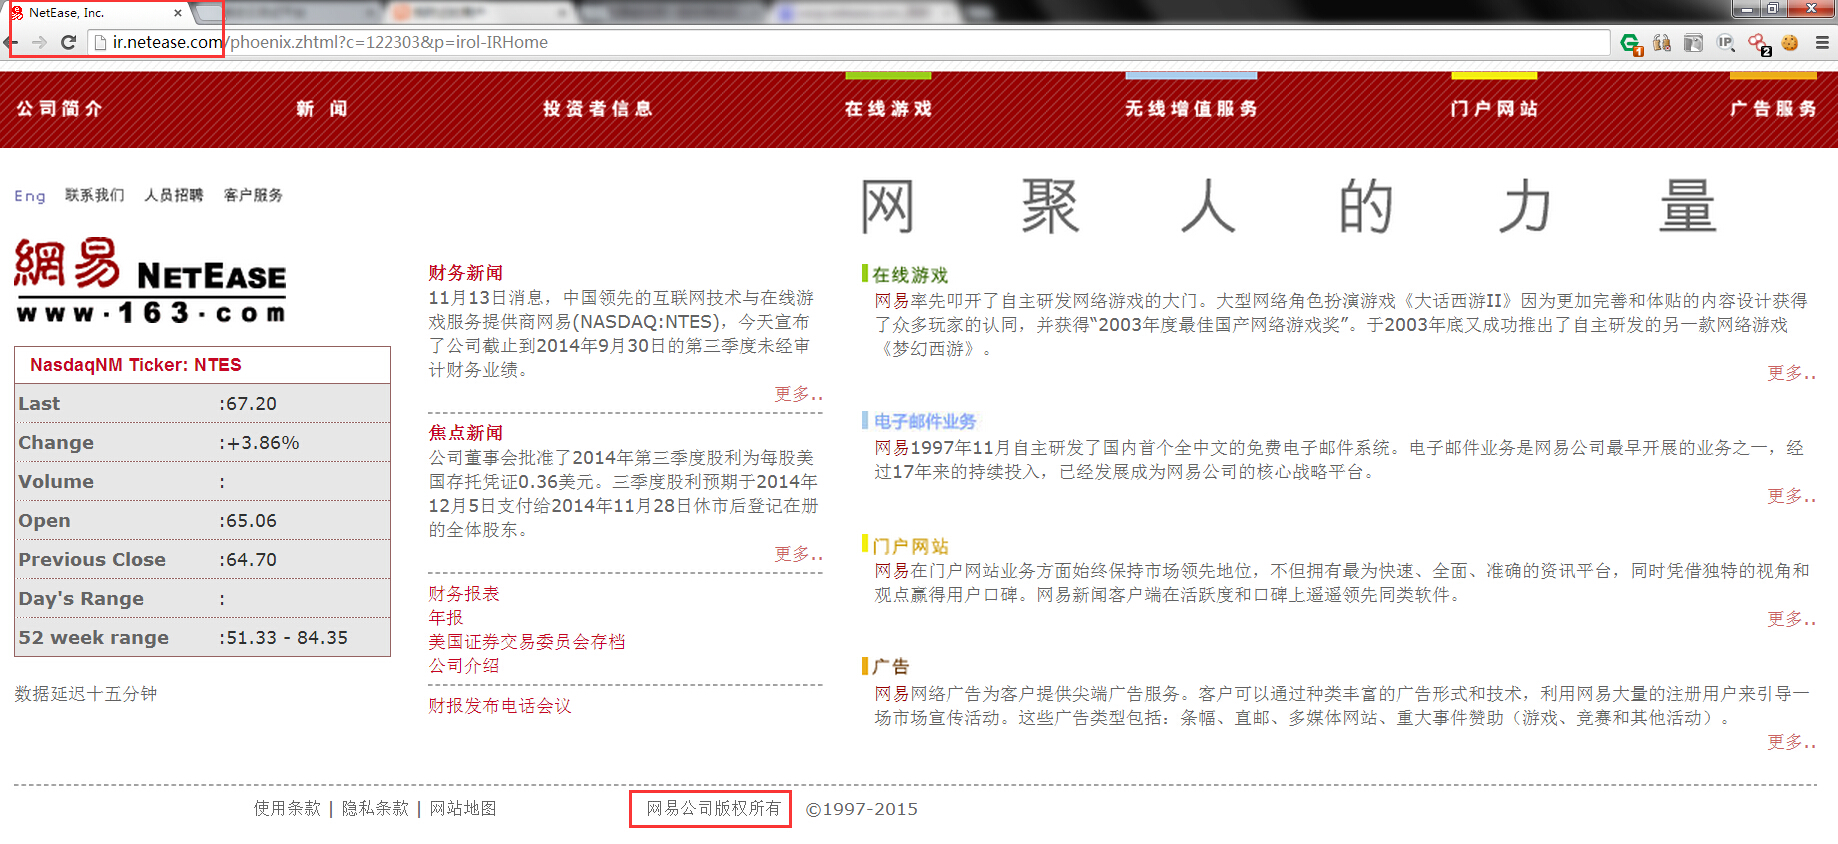 NetEase, Inc.
ir.netease.com/phoenix.zhtml?c=122303&p=irol-IRHome
1
IP
2
公司简介 新 闻 投资者信息 在线游戏 无线增值服务 门户网站 广告服务
Eng 联系我们 人员招聘 客户服务
网 聚 人 的 力 量
網易 NETEASE
www·163·com
NasdaqNM Ticker: NTES
Last :67.20
Change :+3.86%
Volume :
Open :65.06
Previous Close :64.70
Day's Range :
52 week range :51.33 - 84.35
数据延迟十五分钟
财务新闻
11月13日消息，中国领先的互联网技术与在线游
戏服务提供商网易(NASDAQ:NTES)，今天宣布
了公司截止到2014年9月30日的第三季度未经审
计财务业绩。
更多..
焦点新闻
公司董事会批准了2014年第三季度股利为每股美
国存托凭证0.36美元。三季度股利预期于2014年
12月5日支付给2014年11月28日休市后登记在册
的全体股东。
更多..
财务报表
年报
美国证券交易委员会存档
公司介绍
财报发布电话会议
在线游戏
网易率先叩开了自主研发网络游戏的大门。大型网络角色扮演游戏《大话西游II》因为更加完善和体贴的内容设计获得
了众多玩家的认同，并获得“2003年度最佳国产网络游戏奖”。于2003年底又成功推出了自主研发的另一款网络游戏
《梦幻西游》。
更多..
电子邮件业务
网易1997年11月自主研发了国内首个全中文的免费电子邮件系统。电子邮件业务是网易公司最早开展的业务之一，经
过17年来的持续投入，已经发展成为网易公司的核心战略平台。
更多..
门户网站
网易在门户网站业务方面始终保持市场领先地位，不但拥有最为快速、全面、准确的资讯平台，同时凭借独特的视角和
观点赢得用户口碑。网易新闻客户端在活跃度和口碑上遥遥领先同类软件。
更多..
广告
网易网络广告为客户提供尖端广告服务。客户可以通过种类丰富的广告形式和技术，利用网易大量的注册用户来引导一
场市场宣传活动。这些广告类型包括：条幅、直邮、多媒体网站、重大事件赞助（游戏、竞赛和其他活动）。
更多..
使用条款 | 隐私条款 | 网站地图 网易公司版权所有 ©1997-2015